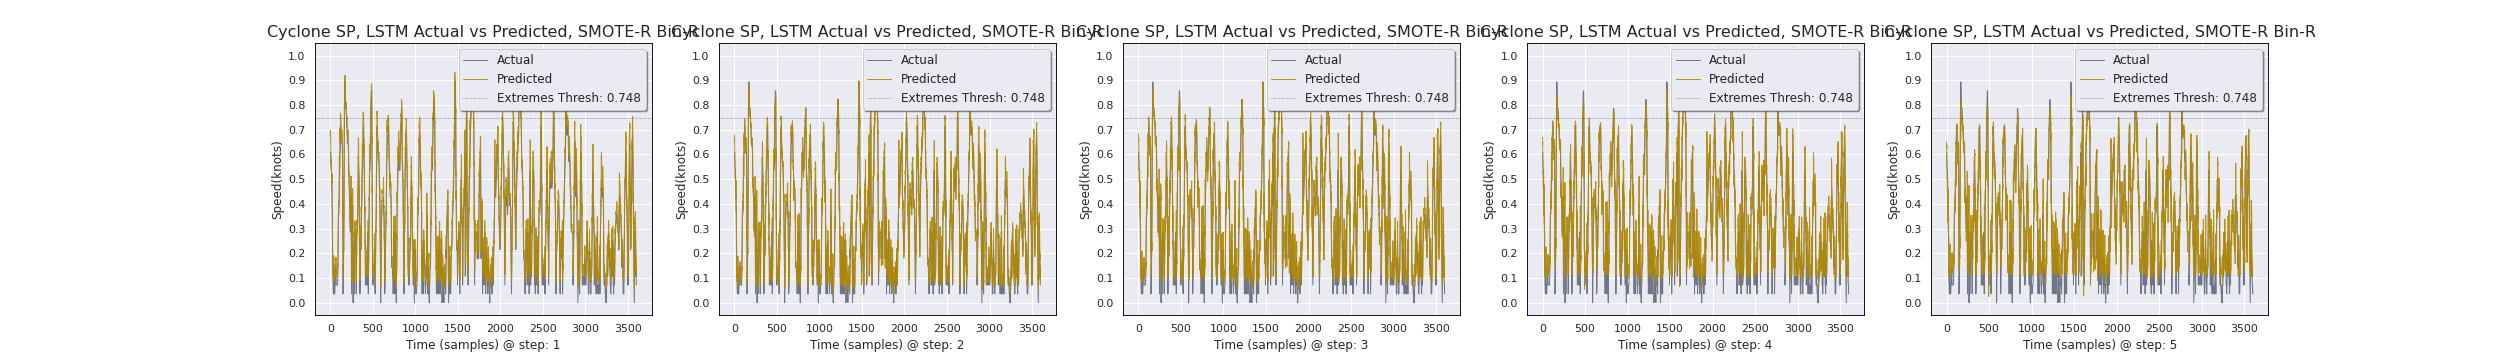 Cyclone SP, LSTM Actual vs Predicted, SMOTE-R Bin-R
1.0
0.9
0.8
0.7
0.6
0.5
0.4
0.3
0.2
0.1
0.0
Speed(knots)
Actual
Predicted
Extremes Thresh: 0.748
0 500 1000 1500 2000 2500 3000 3500
Time (samples) @ step: 1
Cyclone SP, LSTM Actual vs Predicted, SMOTE-R Bin-R
1.0
0.9
0.8
0.7
0.6
0.5
0.4
0.3
0.2
0.1
0.0
Speed(knots)
Actual
Predicted
Extremes Thresh: 0.748
0 500 1000 1500 2000 2500 3000 3500
Time (samples) @ step: 2
Cyclone SP, LSTM Actual vs Predicted, SMOTE-R Bin-R
1.0
0.9
0.8
0.7
0.6
0.5
0.4
0.3
0.2
0.1
0.0
Speed(knots)
Actual
Predicted
Extremes Thresh: 0.748
0 500 1000 1500 2000 2500 3000 3500
Time (samples) @ step: 3
Cyclone SP, LSTM Actual vs Predicted, SMOTE-R Bin-R
1.0
0.9
0.8
0.7
0.6
0.5
0.4
0.3
0.2
0.1
0.0
Speed(knots)
Actual
Predicted
Extremes Thresh: 0.748
0 500 1000 1500 2000 2500 3000 3500
Time (samples) @ step: 4
Cyclone SP, LSTM Actual vs Predicted, SMOTE-R Bin-R
1.0
0.9
0.8
0.7
0.6
0.5
0.4
0.3
0.2
0.1
0.0
Speed(knots)
Actual
Predicted
Extremes Thresh: 0.748
0 500 1000 1500 2000 2500 3000 3500
Time (samples) @ step: 5